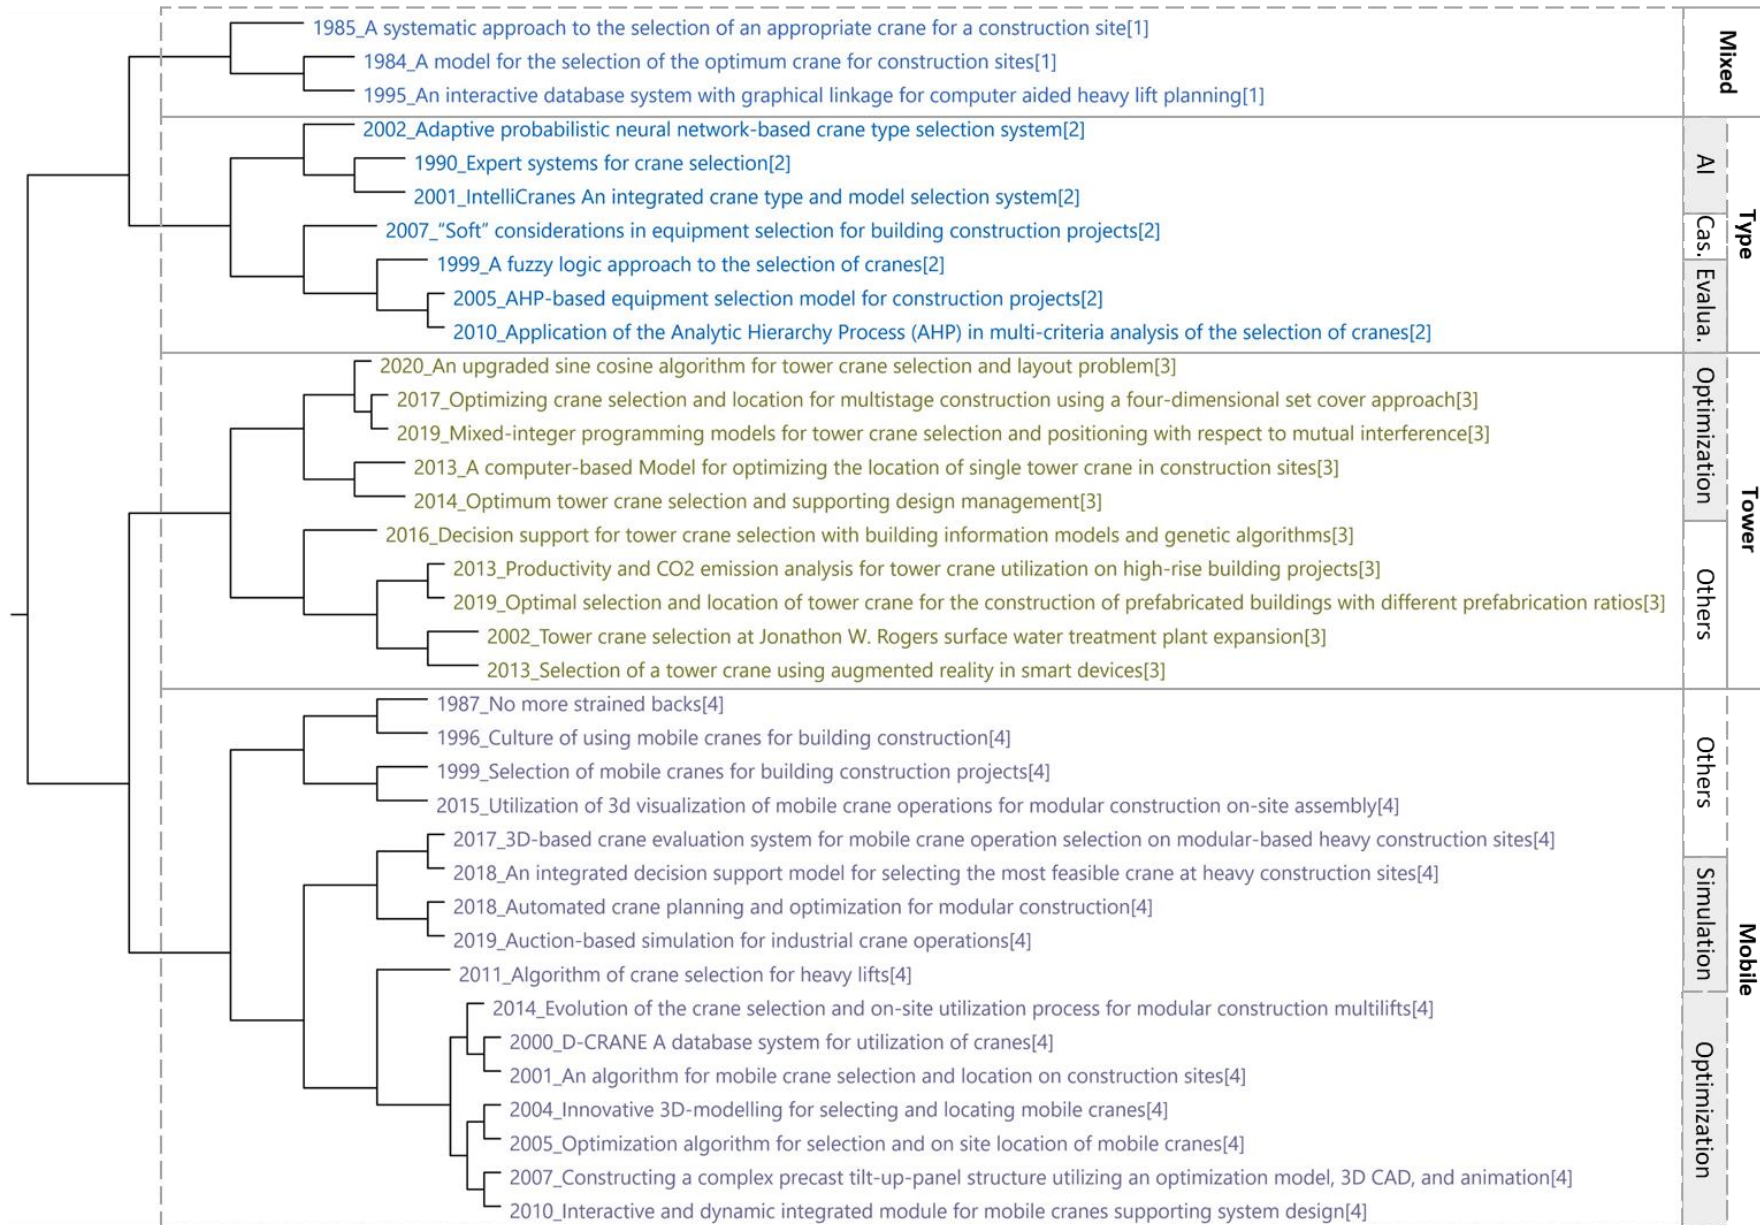 1985_A systematic approach to the selection of an appropriate crane for a construction site[1]
1984_A model for the selection of the optimum crane for construction sites[1]
1995_An interactive database system with graphical linkage for computer aided heavy lift planning[1]
Mixed
2002_Adaptive probabilistic neural network-based crane type selection system[2]
1990_Expert systems for crane selection[2]
2001_IntelliCranes An integrated crane type and model selection system[2]
AI
2007_“Soft” considerations in equipment selection for building construction projects[2]
Cas.
1999_A fuzzy logic approach to the selection of cranes[2]
2005_AHP-based equipment selection model for construction projects[2]
2010_Application of the Analytic Hierarchy Process (AHP) in multi-criteria analysis of the selection of cranes[2]
Evalua.
Type
2020_An upgraded sine cosine algorithm for tower crane selection and layout problem[3]
2017_Optimizing crane selection and location for multistage construction using a four-dimensional set cover approach[3]
2019_Mixed-integer programming models for tower crane selection and positioning with respect to mutual interference[3]
2013_A computer-based Model for optimizing the location of single tower crane in construction sites[3]
2014_Optimum tower crane selection and supporting design management[3]
Optimization
2016_Decision support for tower crane selection with building information models and genetic algorithms[3]
2013_Productivity and CO2 emission analysis for tower crane utilization on high-rise building projects[3]
2019_Optimal selection and location of tower crane for the construction of prefabricated buildings with different prefabrication ratios[3]
2002_Tower crane selection at Jonathon W. Rogers surface water treatment plant expansion[3]
2013_Selection of a tower crane using augmented reality in smart devices[3]
Others
Tower
1987_No more strained backs[4]
1996_Culture of using mobile cranes for building construction[4]
1999_Selection of mobile cranes for building construction projects[4]
2015_Utilization of 3d visualization of mobile crane operations for modular construction on-site assembly[4]
2017_3D-based crane evaluation system for mobile crane operation selection on modular-based heavy construction sites[4]
Others
2018_An integrated decision support model for selecting the most feasible crane at heavy construction sites[4]
2018_Automated crane planning and optimization for modular construction[4]
2019_Auction-based simulation for industrial crane operations[4]
2011_Algorithm of crane selection for heavy lifts[4]
Simulation
2014_Evolution of the crane selection and on-site utilization process for modular construction multilifts[4]
2000_D-CRANE A database system for utilization of cranes[4]
2001_An algorithm for mobile crane selection and location on construction sites[4]
2004_Innovative 3D-modelling for selecting and locating mobile cranes[4]
2005_Optimization algorithm for selection and on site location of mobile cranes[4]
2007_Constructing a complex precast tilt-up-panel structure utilizing an optimization model, 3D CAD, and animation[4]
2010_Interactive and dynamic integrated module for mobile cranes supporting system design[4]
Optimization
Mobile